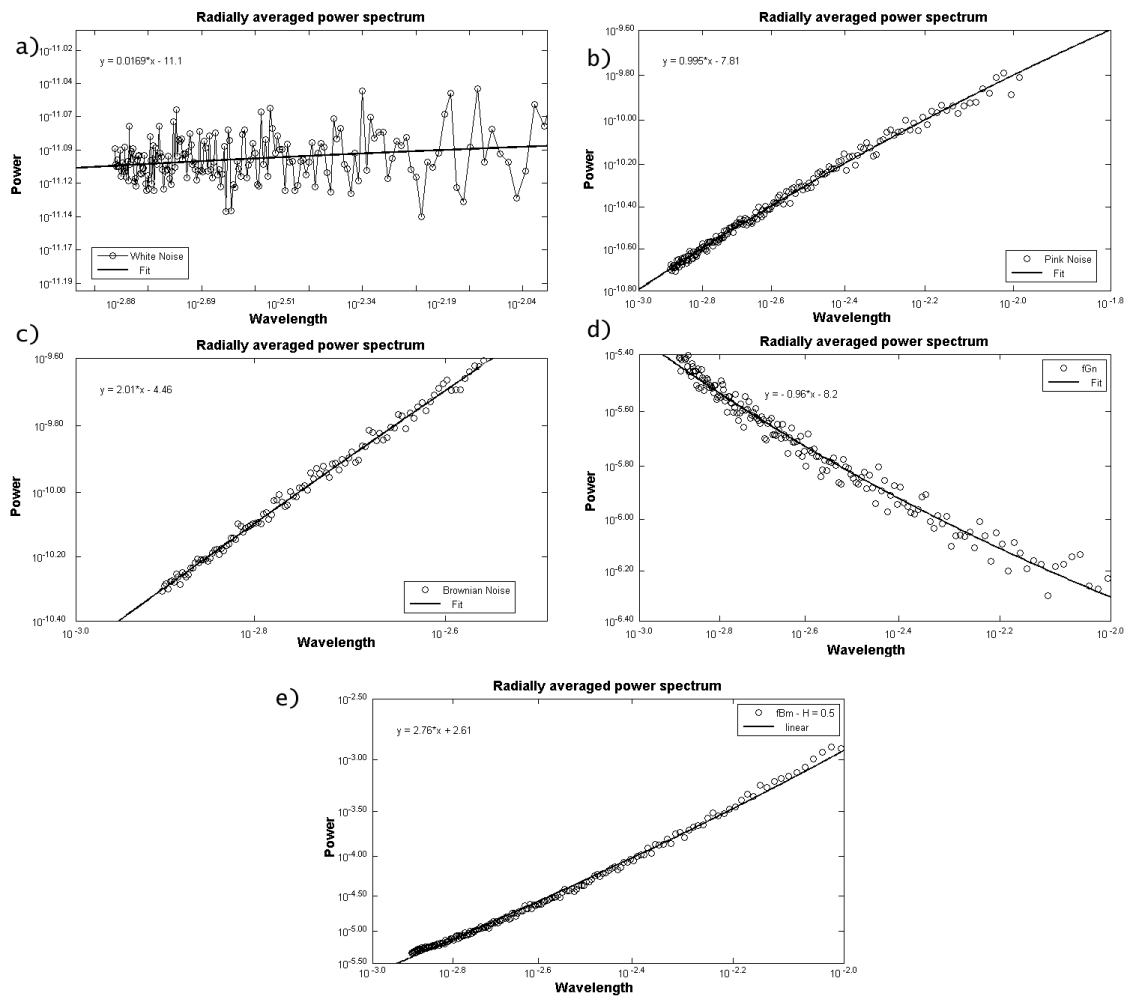 a)
Radially averaged power spectrum
y = 0.0169*x - 11.1
10^-11.02
10^-11.04
10^-11.07
10^-11.09
10^-11.12
10^-11.14
10^-11.17
10^-11.19
Power
White Noise
Fit
10^-2.88
10^-2.69
10^-2.51
10^-2.34
10^-2.19
10^-2.04
Wavelength
b)
Radially averaged power spectrum
y = 0.995*x - 7.81
10^-9.60
10^-9.80
10^-10.00
10^-10.20
10^-10.60
10^-10.80
Power
Pink Noise
Fit
10^-3.0
10^-2.8
10^-2.6
10^-2.4
10^-2.2
10^-2.0
10^-1.8
Wavelength
c)
Radially averaged power spectrum
y = 2.01*x - 4.46
10^-9.60
10^-9.80
10^-10.00
10^-10.20
10^-10.40
Power
Brownian Noise
Fit
10^-3.0
10^-2.8
10^-2.6
Wavelength
d)
Radially averaged power spectrum
y = - 0.96*x - 8.2
10^-5.40
10^-5.60
10^-5.80
10^-6.00
10^-6.20
10^-6.40
Power
fGn
Fit
10^-3.0
10^-2.8
10^-2.6
10^-2.4
10^-2.2
10^-2.0
Wavelength
e)
Radially averaged power spectrum
y = 2.76*x + 2.61
10^-2.50
10^-3.00
10^-3.50
10^-4.00
10^-4.50
10^-5.00
10^-5.50
Power
fBm - H = 0.5
linear
10^-3.0
10^-2.8
10^-2.6
10^-2.4
10^-2.2
10^-2.0
Wavelength